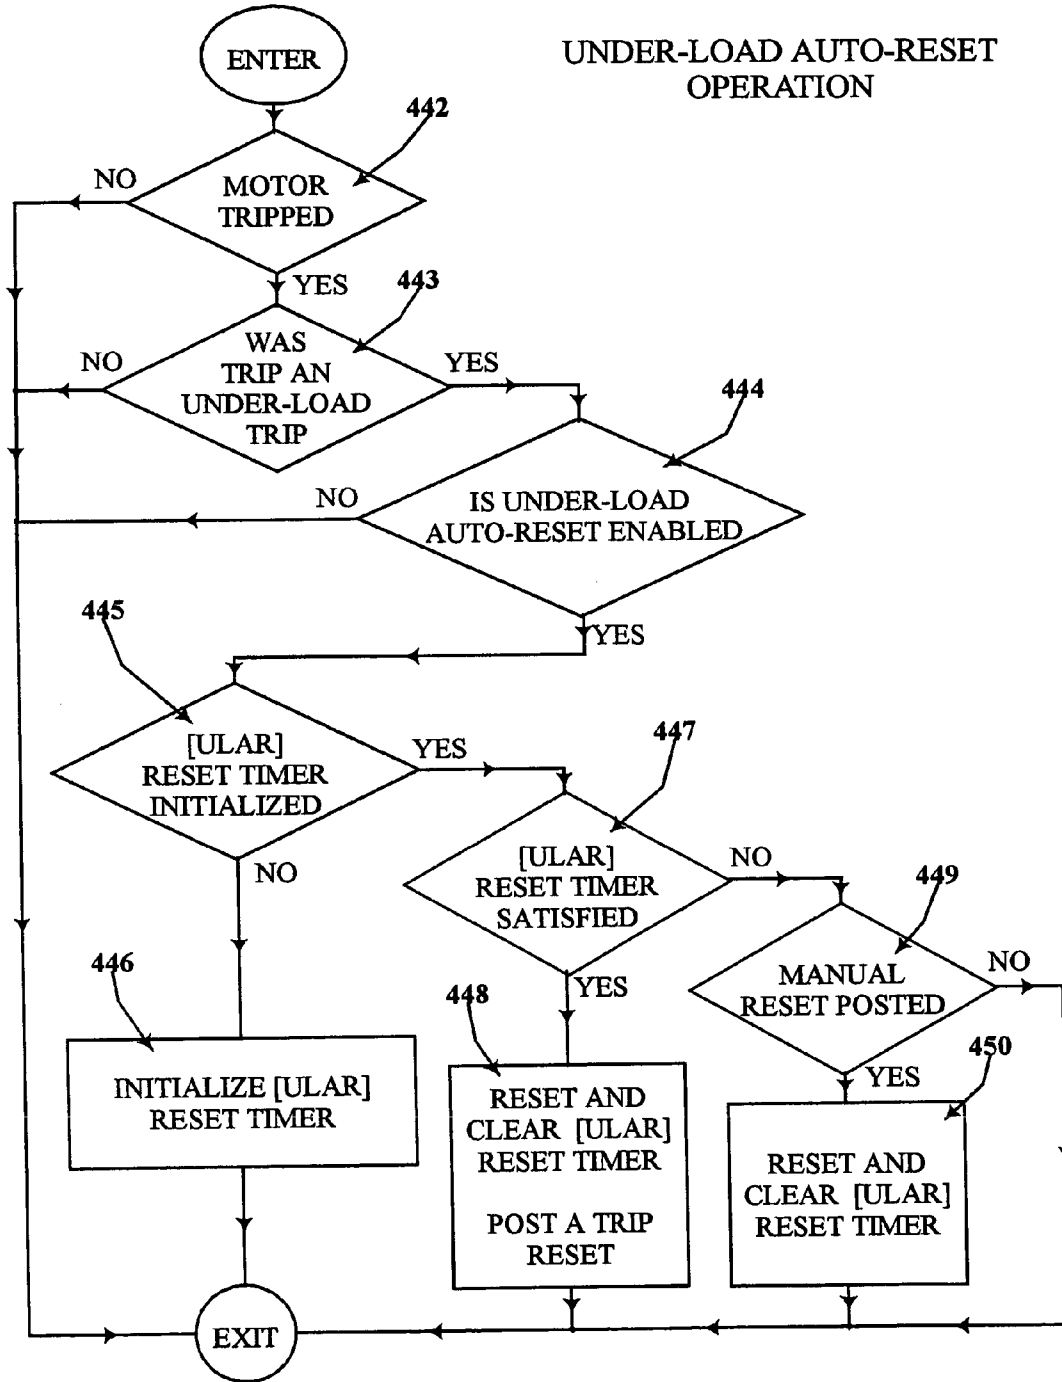 UNDER-LOAD AUTO-RESET
OPERATION
ENTER
442
NO
MOTOR
TRIPPED
YES
443
NO
WAS
TRIP AN
UNDER-LOAD
TRIP
YES
444
NO
IS UNDER-LOAD
AUTO-RESET ENABLED
YES
445
[ULAR]
RESET TIMER
INITIALIZED
YES
NO
447
[ULAR]
RESET TIMER
SATISFIED
NO
YES
449
MANUAL
RESET POSTED
NO
YES
446
INITIALIZE [ULAR]
RESET TIMER
448
RESET AND
CLEAR [ULAR]
RESET TIMER
POST A TRIP
RESET
450
RESET AND
CLEAR [ULAR]
RESET TIMER
EXIT